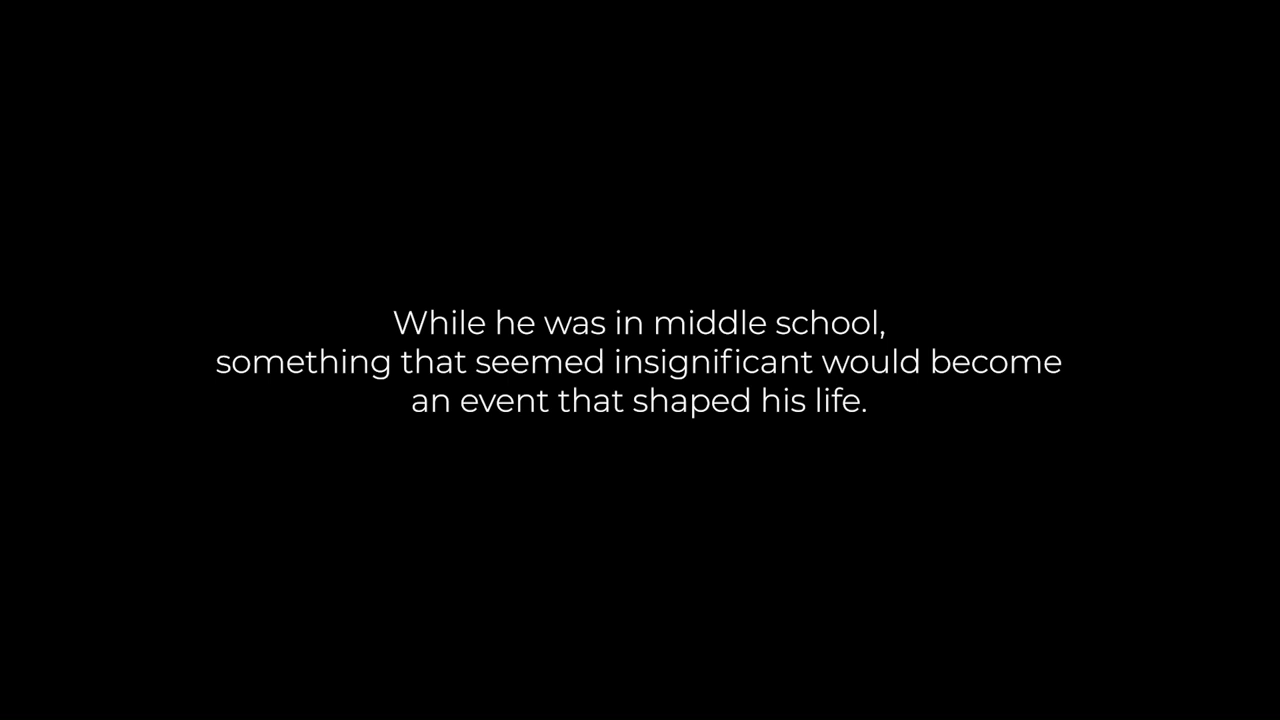 While he was in middle school,
something that seemed insignificant would become
an event that shaped his life.